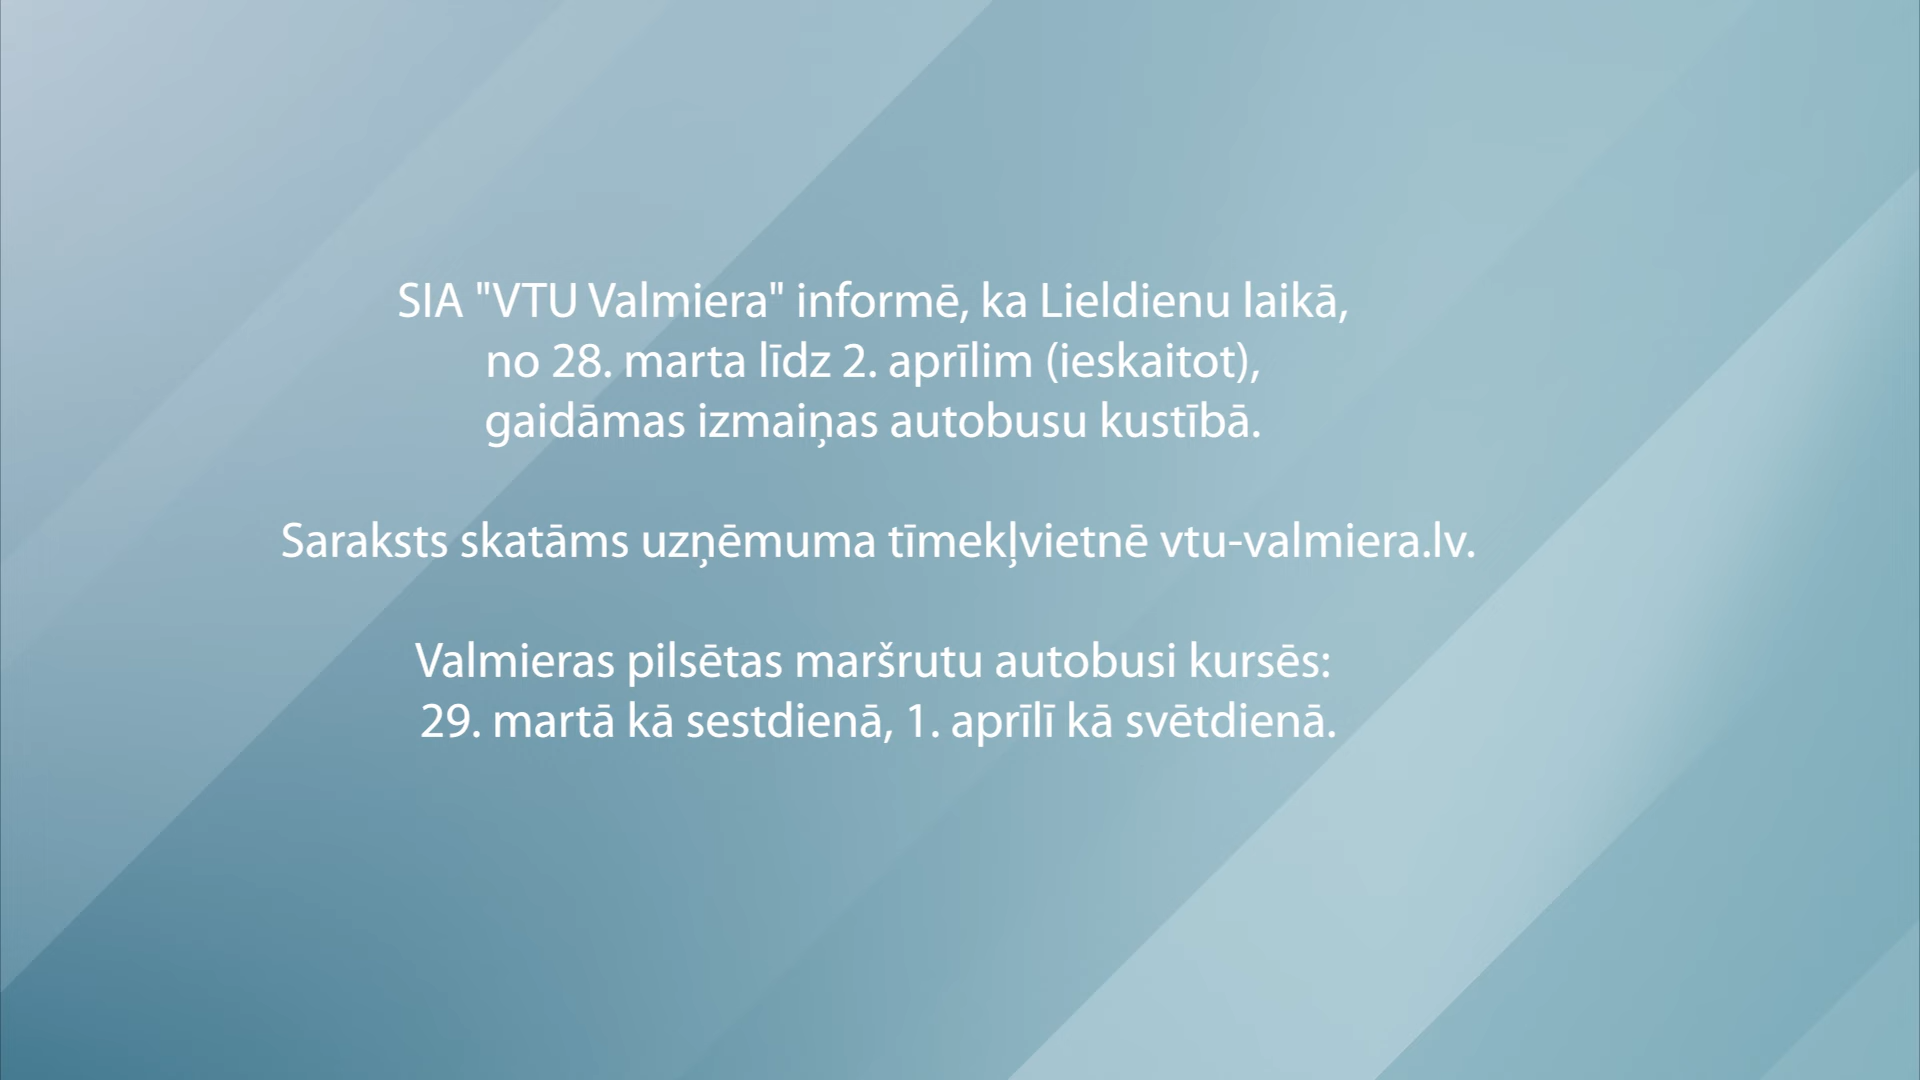 SIA "VTU Valmiera" informē, ka Lieldienu laikā,
no 28. marta līdz 2. aprīlim (ieskaitot),
gaidāmas izmaiņas autobusu kustībā.
Saraksts skatāms uzņēmuma tīmekļvietnē vtu-valmiera.lv.
Valmieras pilsētas maršrutu autobusi kursēs:
29. martā kā sestdienā, 1. aprīlī kā svētdienā.